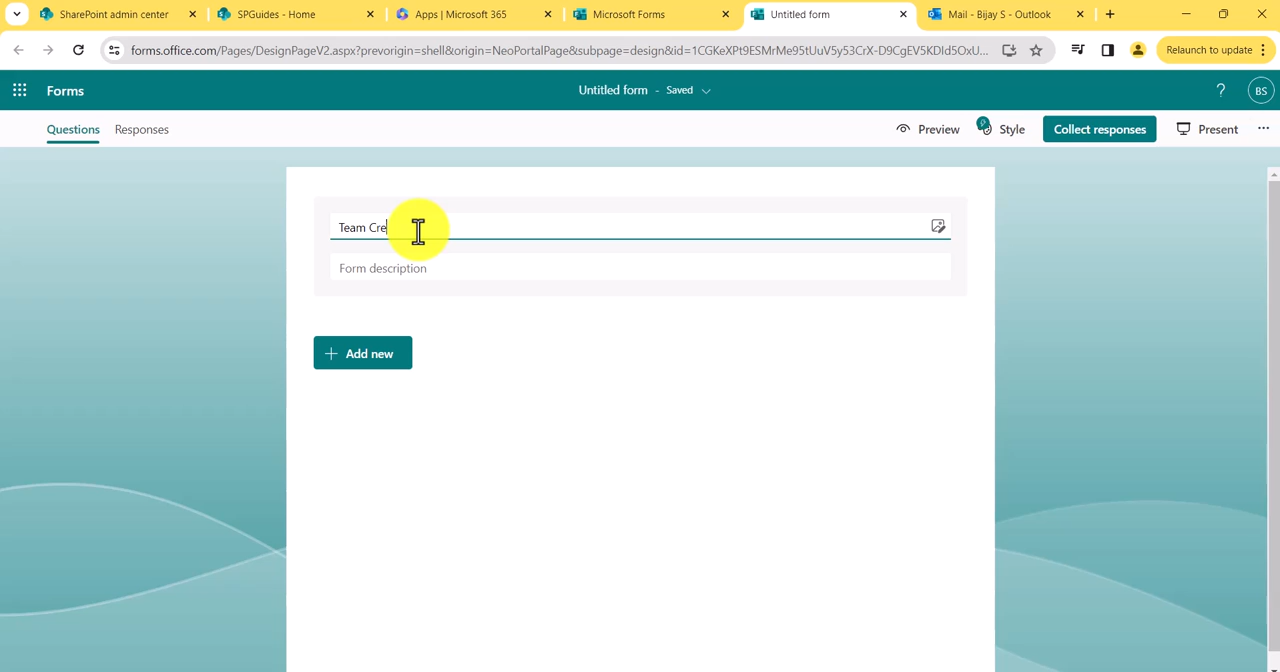 SharePoint admin center
SPGuides - Home
Apps | Microsoft 365
Microsoft Forms
Untitled form
Mail - Bijay S - Outlook
forms.office.com/Pages/DesignPageV2.aspx?prevorigin=shell&origin=NeoPortalPage&subpage=design&id=1CGKeXPt9ESMrMe95tUuV5y53CrX-D9CgEV5KDId5OxU...
Relaunch to update
Forms
Untitled form - Saved
? BS
Questions
Responses
Preview
Style
Collect responses
Present
Team Cre
Form description
Add new